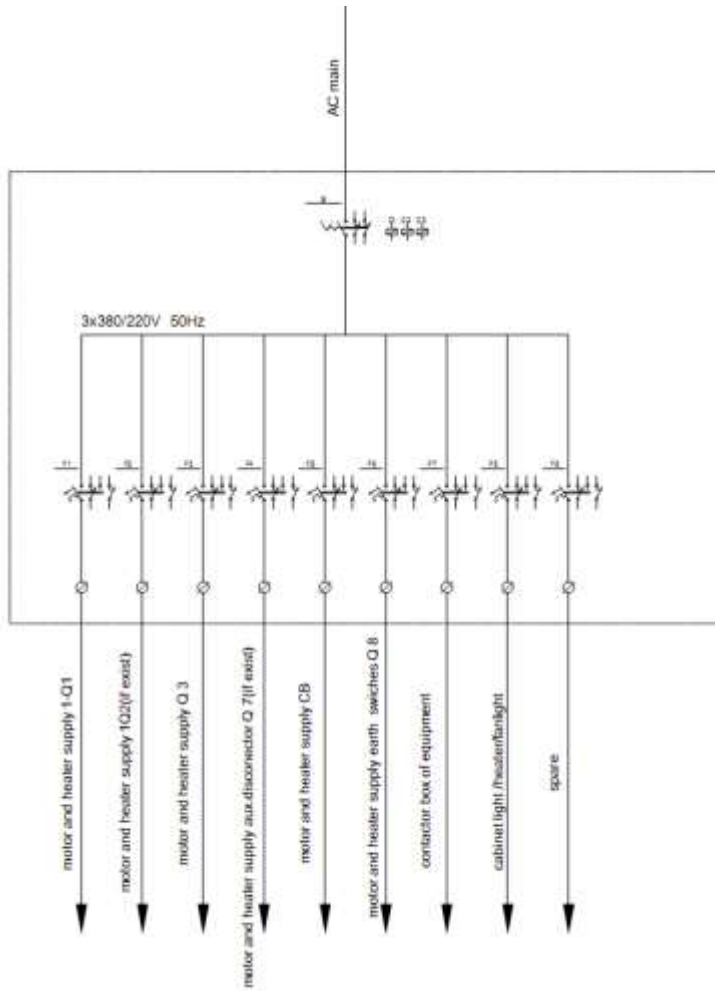 AC main
3x380/220V 50Hz
motor and heater supply 1-Q1
motor and heater supply 1Q2(if exist)
motor and heater supply Q 3
motor and heater supply aux.disconector Q 7(if exist)
motor and heater supply CB
motor and heater supply earth swiches Q 8
contactor box of equipment
cabinet light /heater/fanlight
spare